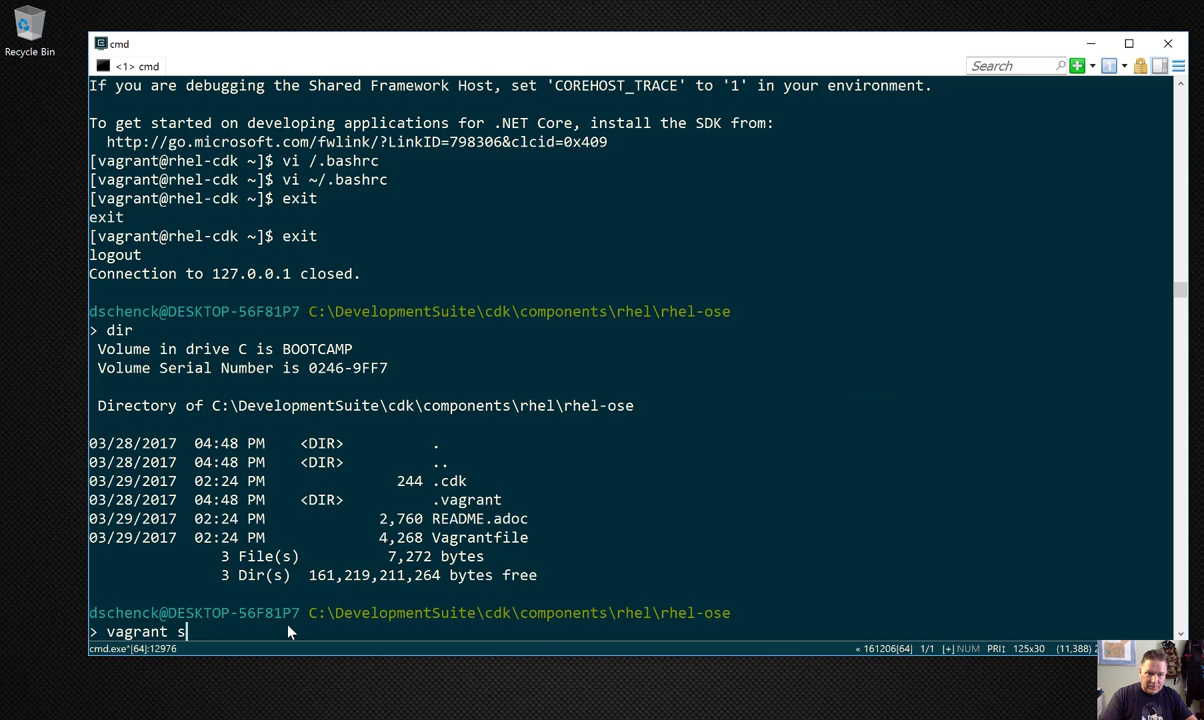 Recycle Bin
cmd
<1> cmd
Search
If you are debugging the Shared Framework Host, set 'COREHOST_TRACE' to '1' in your environment.
To get started on developing applications for .NET Core, install the SDK from:
http://go.microsoft.com/fwlink/?LinkID=798306&clcid=0x409
[vagrant@rhel-cdk ~]$ vi /.bashrc
[vagrant@rhel-cdk ~]$ vi ~/.bashrc
[vagrant@rhel-cdk ~]$ exit
exit
[vagrant@rhel-cdk ~]$ exit
logout
Connection to 127.0.0.1 closed.
dschenck@DESKTOP-56F81P7 C:\DevelopmentSuite\cdk\components\rhel\rhel-ose
> dir
Volume in drive C is BOOTCAMP
Volume Serial Number is 0246-9FF7
Directory of C:\DevelopmentSuite\cdk\components\rhel\rhel-ose
03/28/2017 04:48 PM <DIR> .
03/28/2017 04:48 PM <DIR> ..
03/29/2017 02:24 PM 244 .cdk
03/28/2017 04:48 PM <DIR> .vagrant
03/29/2017 02:24 PM 2,760 README.adoc
03/29/2017 02:24 PM 4,268 Vagrantfile
3 File(s) 7,272 bytes
3 Dir(s) 161,219,211,264 bytes free
dschenck@DESKTOP-56F81P7 C:\DevelopmentSuite\cdk\components\rhel\rhel-ose
> vagrant s
cmd.exe*[64]:12976 « 161206[64] 1/1 [+] NUM PRI↕ 125x30 (11,388)